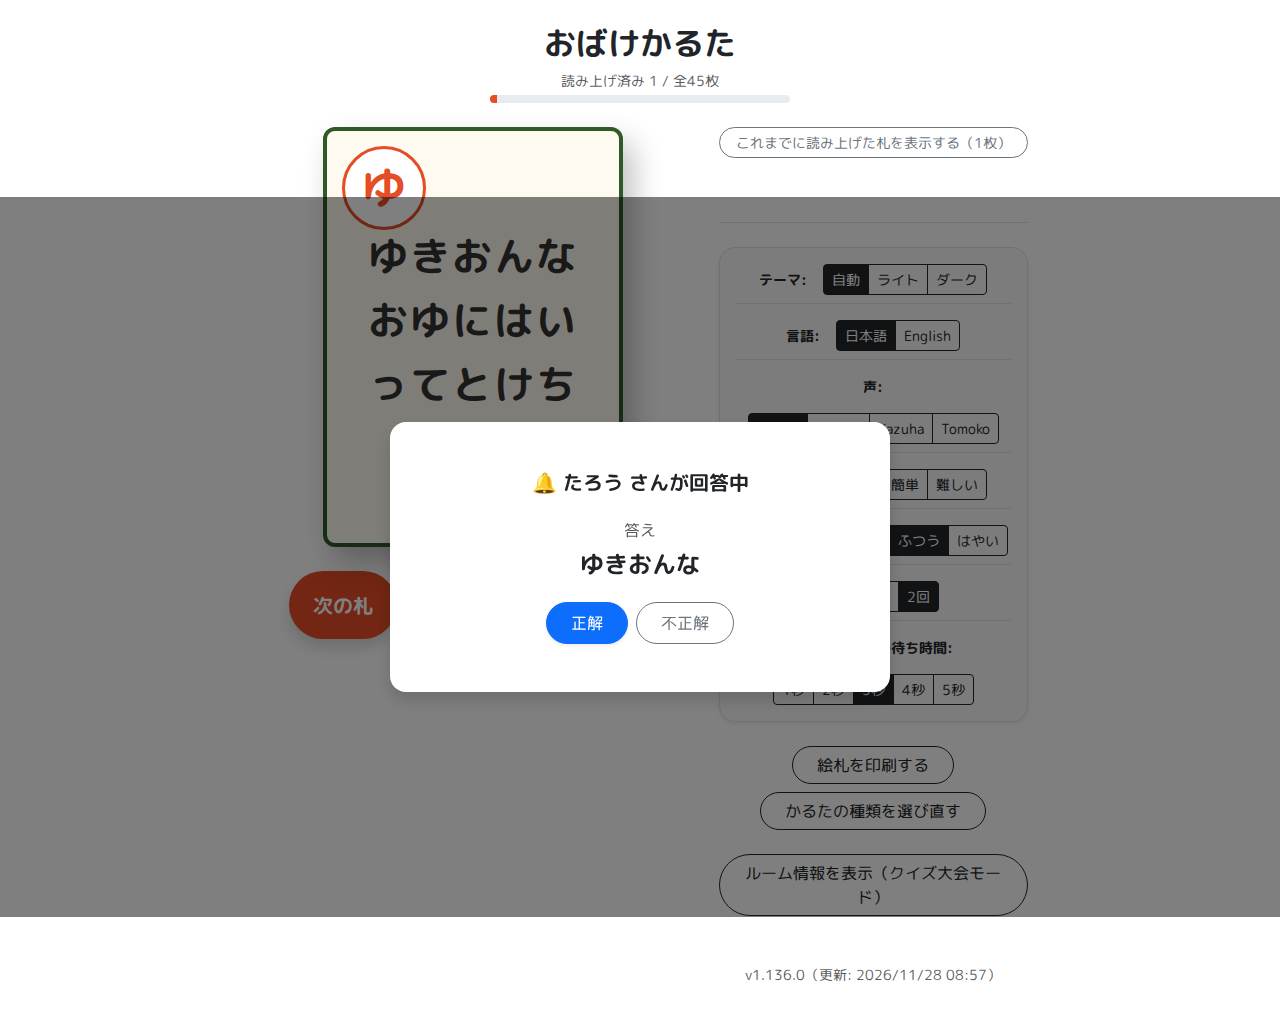 おばけかるた
読み上げ済み 1 / 全45枚
ゆ
ゆきおんな
おゆにはい
ってとけち
次の札
これまでに読み上げた札を表示する（1枚）
テーマ: 自動 ライト ダーク
言語: 日本語 English
声:
azuha Tomoko
簡単 難しい
ふつう はやい
2回
待ち時間:
4秒 5秒
🔔 たろう さんが回答中
答え
ゆきおんな
正解 不正解
絵札を印刷する
かるたの種類を選び直す
ルーム情報を表示（クイズ大会モー
ド）
v1.136.0（更新: 2026/11/28 08:57）